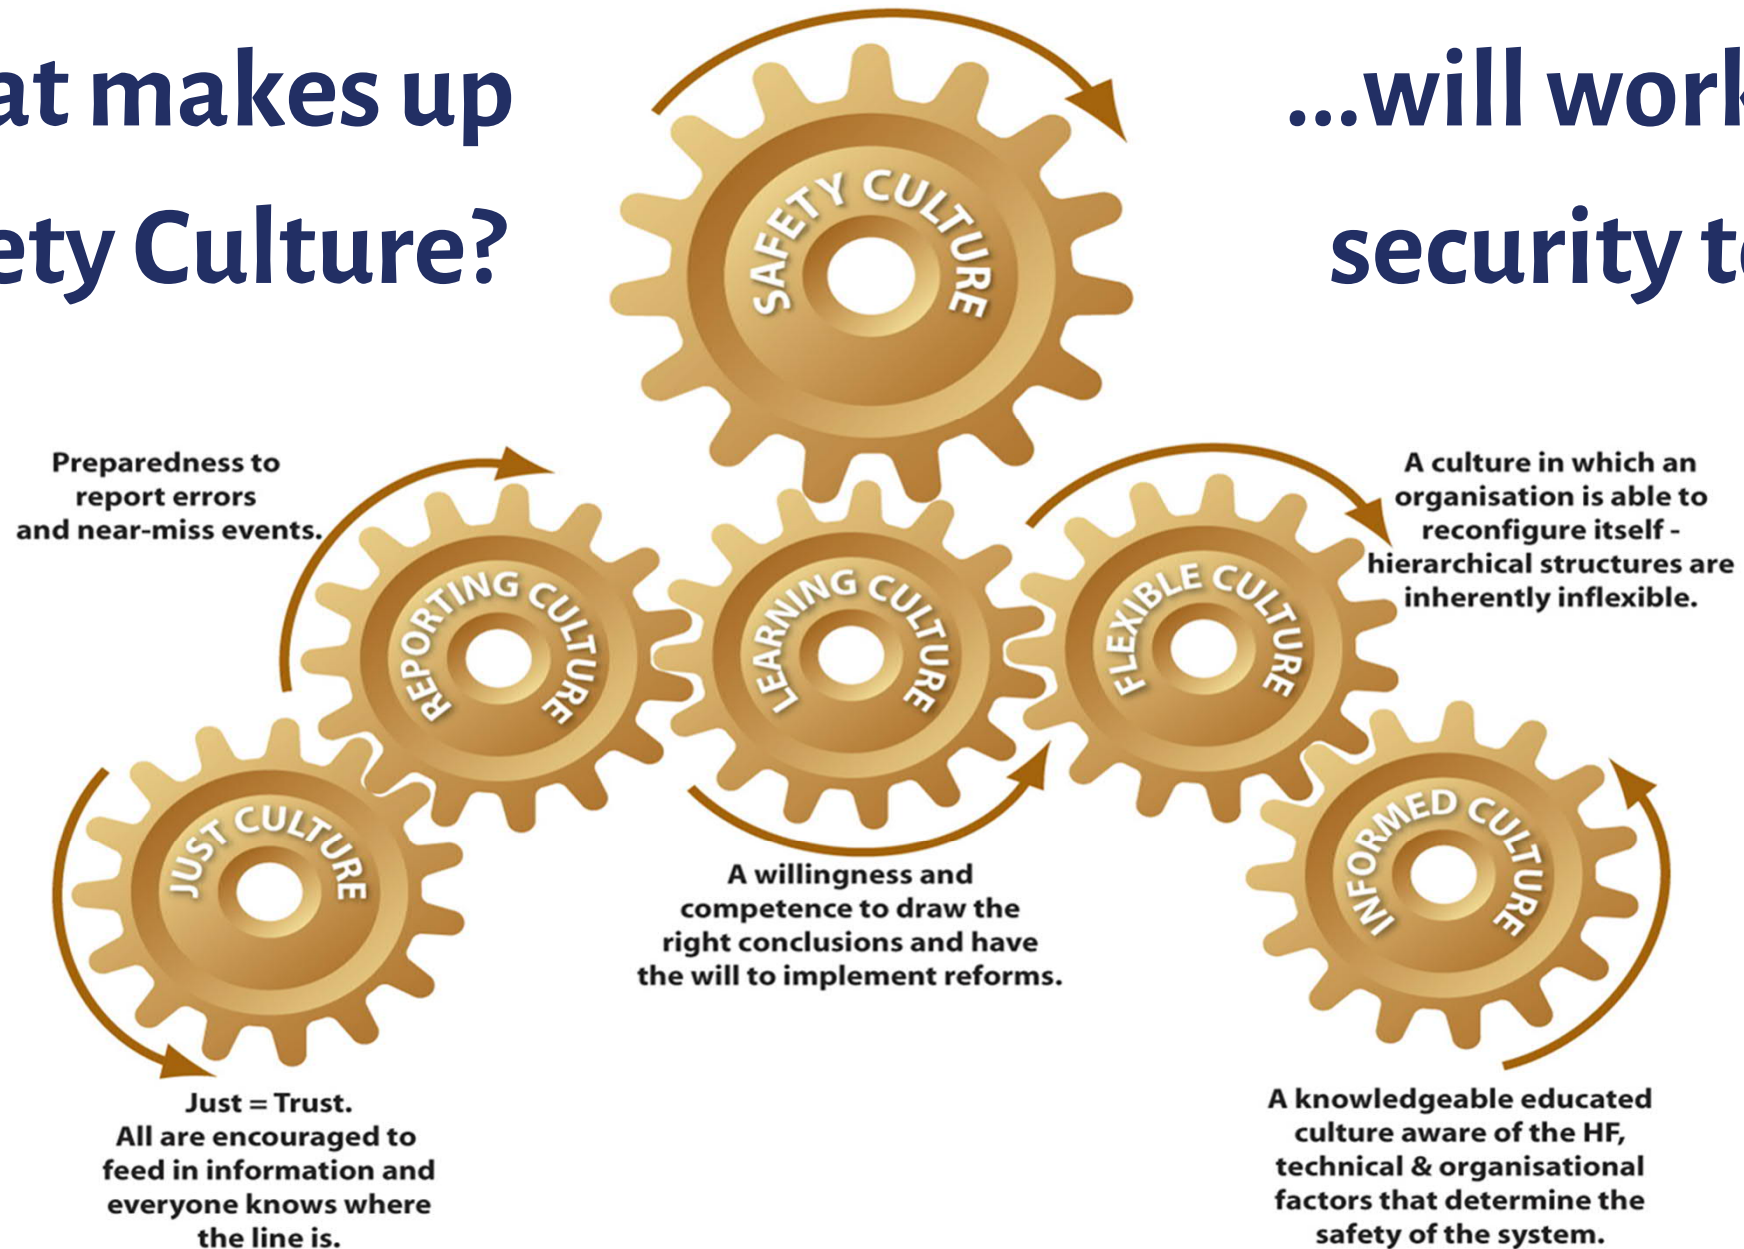 at makes up
ety Culture?
...will work
security t
SAFETY CULTURE
Preparedness to
report errors
and near-miss events.
A culture in which an
organisation is able to
reconfigure itself -
hierarchical structures are
inherently inflexible.
REPORTING CULTURE
LEARNING CULTURE
FLEXIBLE CULTURE
JUST CULTURE
INFORMED CULTURE
A willingness and
competence to draw the
right conclusions and have
the will to implement reforms.
Just = Trust.
All are encouraged to
feed in information and
everyone knows where
the line is.
A knowledgeable educated
culture aware of the HF,
technical & organisational
factors that determine the
safety of the system.